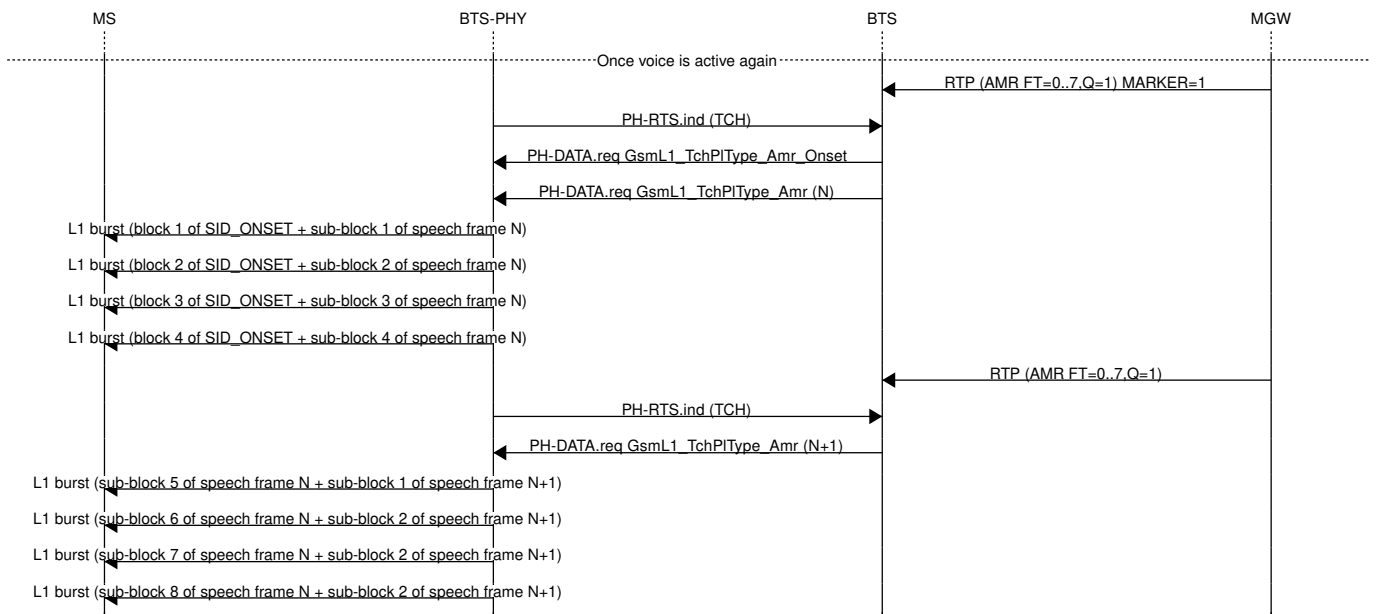 MS BTS-PHY BTS MGW
Once voice is active again
RTP (AMR FT=0..7,Q=1) MARKER=1
PH-RTS.ind (TCH)
PH-DATA.req GsmL1_TchPlType_Amr_Onset
PH-DATA.req GsmL1_TchPlType_Amr (N)
L1 burst (block 1 of SID_ONSET + sub-block 1 of speech frame N)
L1 burst (block 2 of SID_ONSET + sub-block 2 of speech frame N)
L1 burst (block 3 of SID_ONSET + sub-block 3 of speech frame N)
L1 burst (block 4 of SID_ONSET + sub-block 4 of speech frame N)
RTP (AMR FT=0..7,Q=1)
PH-RTS.ind (TCH)
PH-DATA.req GsmL1_TchPlType_Amr (N+1)
L1 burst (sub-block 5 of speech frame N + sub-block 1 of speech frame N+1)
L1 burst (sub-block 6 of speech frame N + sub-block 2 of speech frame N+1)
L1 burst (sub-block 7 of speech frame N + sub-block 2 of speech frame N+1)
L1 burst (sub-block 8 of speech frame N + sub-block 2 of speech frame N+1)